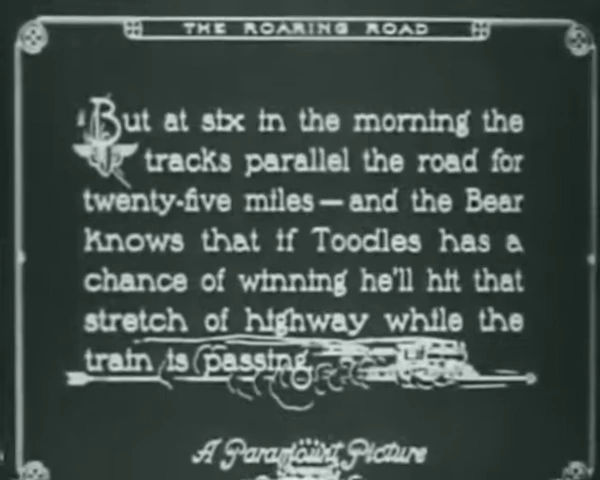 THE ROARING ROAD
But at six in the morning the
tracks parallel the road for
twenty-five miles—and the Bear
knows that if Toodles has a
chance of winning he'll hit that
stretch of highway while the
train is passing.
A Paramount Picture